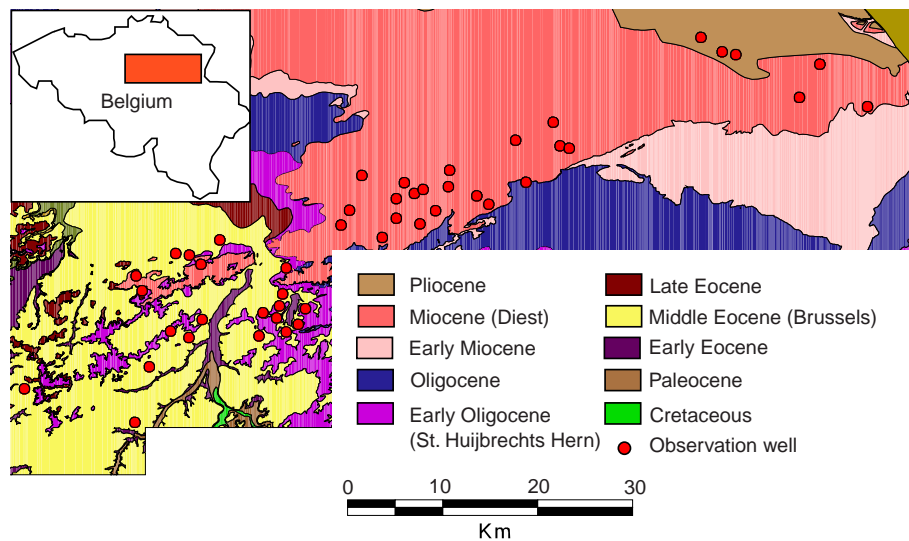 Belgium
Pliocene
Miocene (Diest)
Early Miocene
Oligocene
Early Oligocene
(St. Huijbrechts Hern)
Late Eocene
Middle Eocene (Brussels)
Early Eocene
Paleocene
Cretaceous
Observation well
0 10 20 30
Km